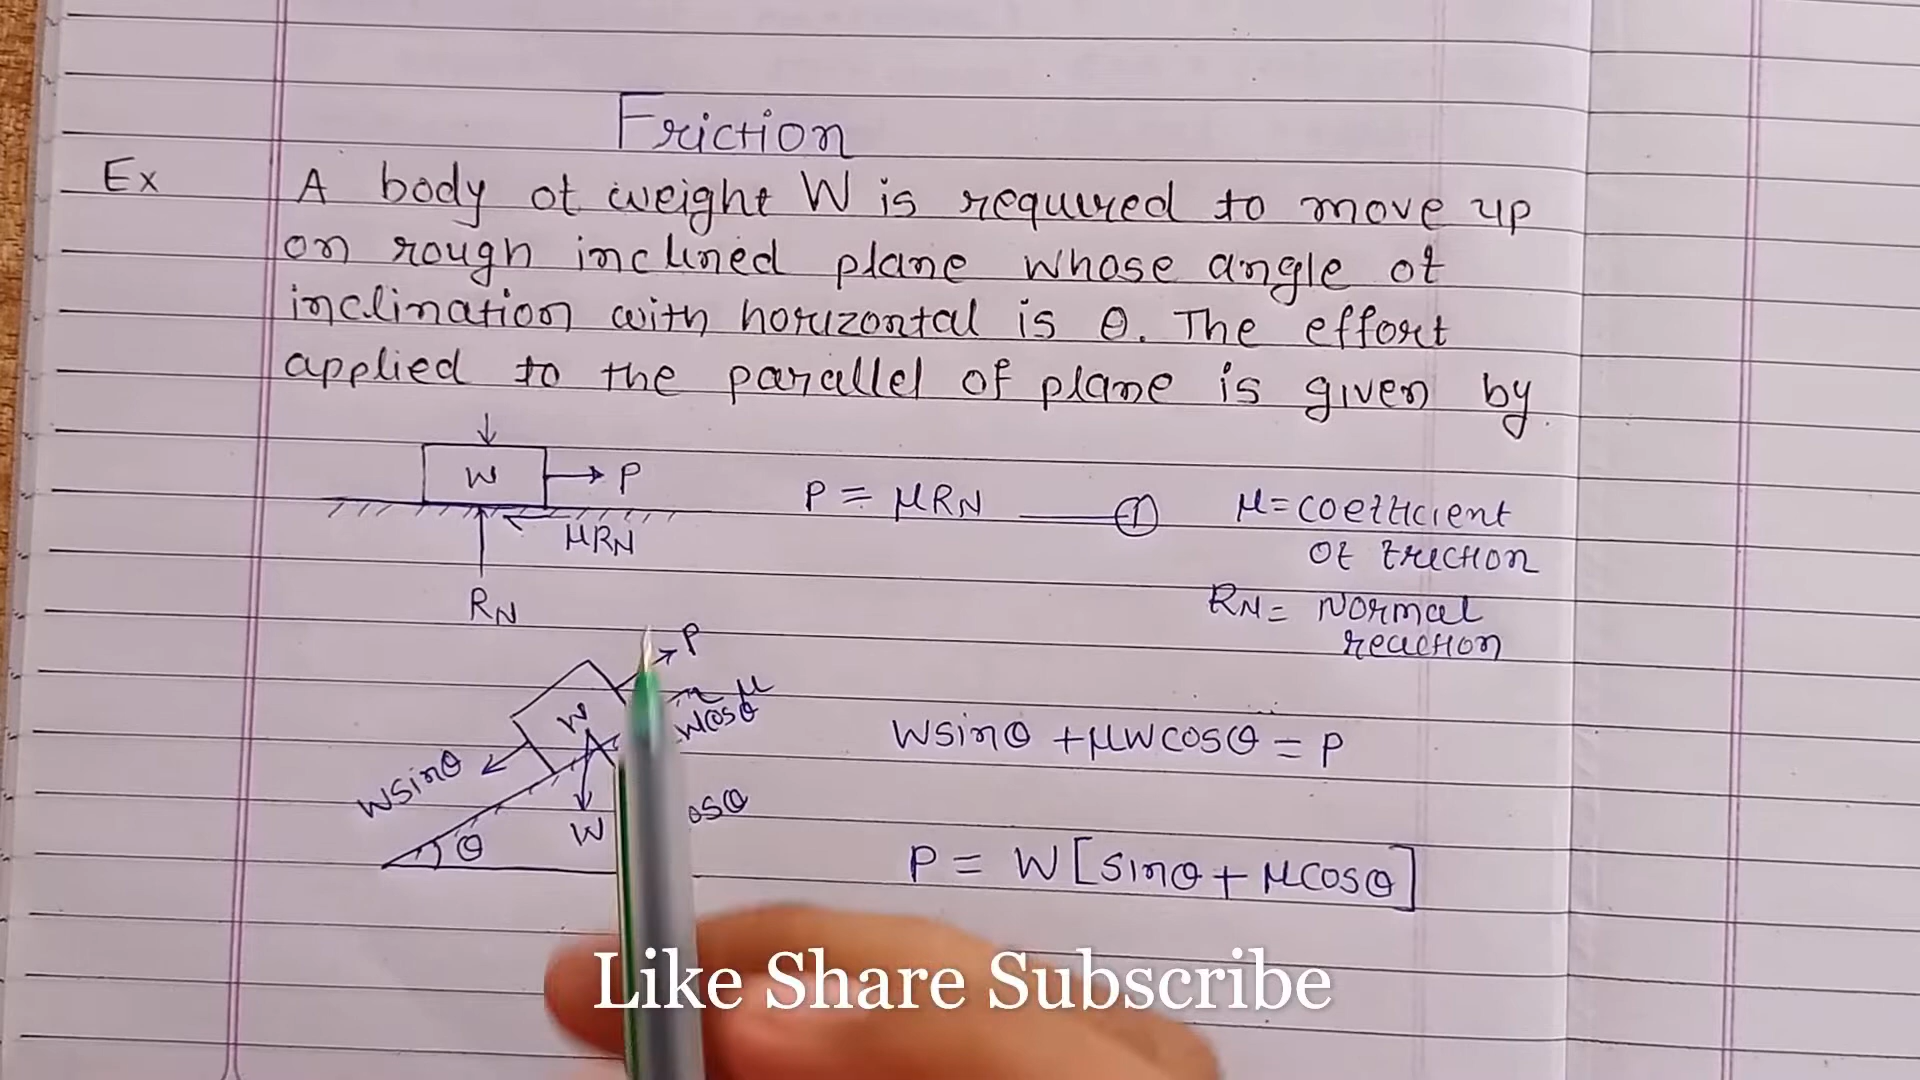 Friction
Ex A body of weight W is required to move up
on rough inclined plane whose angle of
inclination with horizontal is θ. The effort
applied to the parallel of plane is given by.
W P
P = μRN ① μ = coefficient
of friction
μRN
RN
RN = Normal
reaction
P
μ
W
Wcosθ
Wsinθ + μWcosθ = P
Wsinθ
osθ
W
θ
P = W[sinθ + μcosθ]
Like Share Subscribe